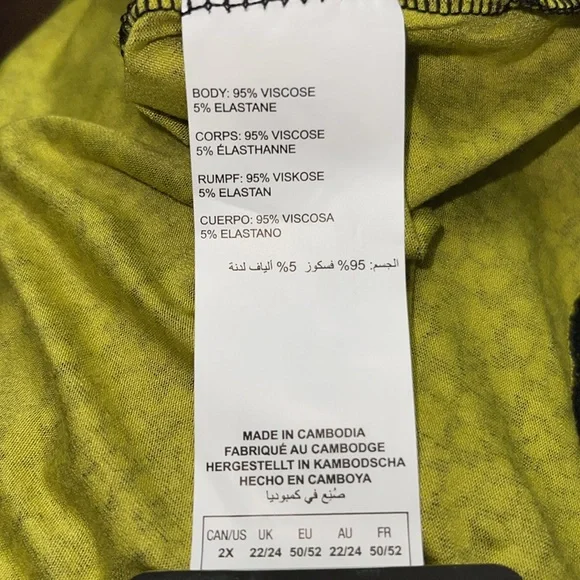 BODY: 95% VISCOSE
5% ELASTANE
CORPS: 95% VISCOSE
5% ÉLASTHANNE
RUMPF: 95% VISKOSE
5% ELASTAN
CUERPO: 95% VISCOSA
5% ELASTANO
الجسم: 95% فسكوز 5% ألياف لدنة
MADE IN CAMBODIA
FABRIQUÉ AU CAMBODGE
HERGESTELLT IN KAMBODSCHA
HECHO EN CAMBOYA
صُنِع في كمبوديا
CAN/US UK EU AU FR
2X 22/24 50/52 22/24 50/52